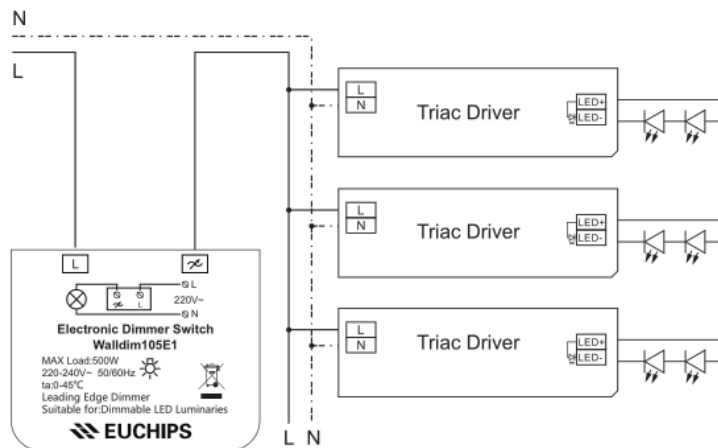 N
L
L
N
Triac Driver
LED+
LED-
L
N
Triac Driver
LED+
LED-
L
N
Triac Driver
LED+
LED-
L
L
220V~
L
N
Electronic Dimmer Switch
Walldim105E1
MAX Load:500W
220-240V~ 50/60Hz
ta:0-45℃
Leading Edge Dimmer
Suitable for:Dimmable LED Luminaries
EUCHIPS
L N